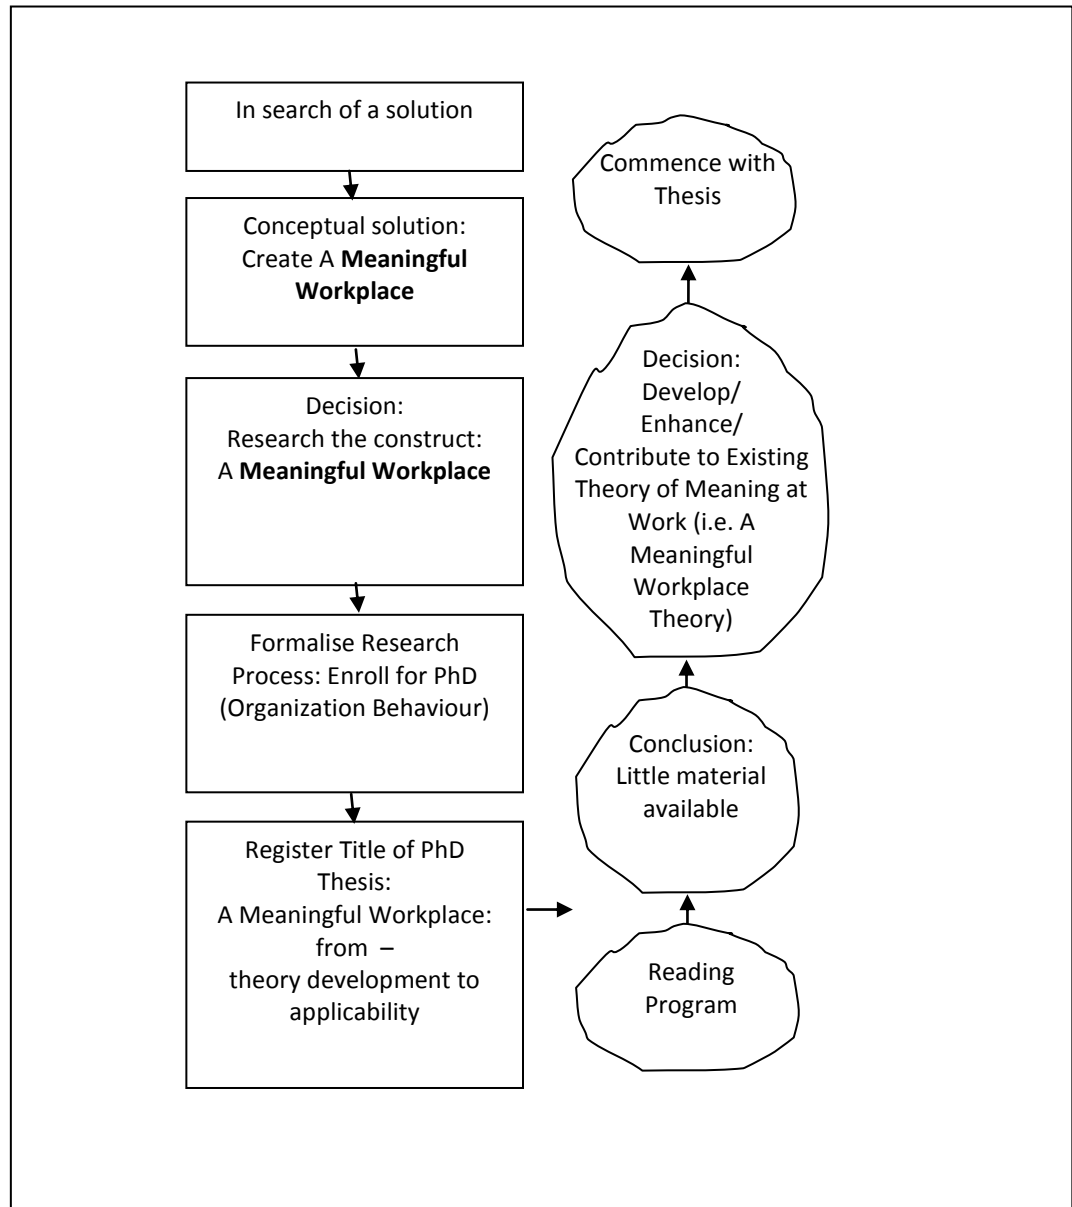 In search of a solution
Conceptual solution:
Create A Meaningful
Workplace
Decision:
Research the construct:
A Meaningful Workplace
Formalise Research
Process: Enroll for PhD
(Organization Behaviour)
Register Title of PhD
Thesis:
A Meaningful Workplace:
from –
theory development to
applicability
Reading
Program
Conclusion:
Little material
available
Decision:
Develop/
Enhance/
Contribute to Existing
Theory of Meaning at
Work (i.e. A
Meaningful
Workplace
Theory)
Commence with
Thesis